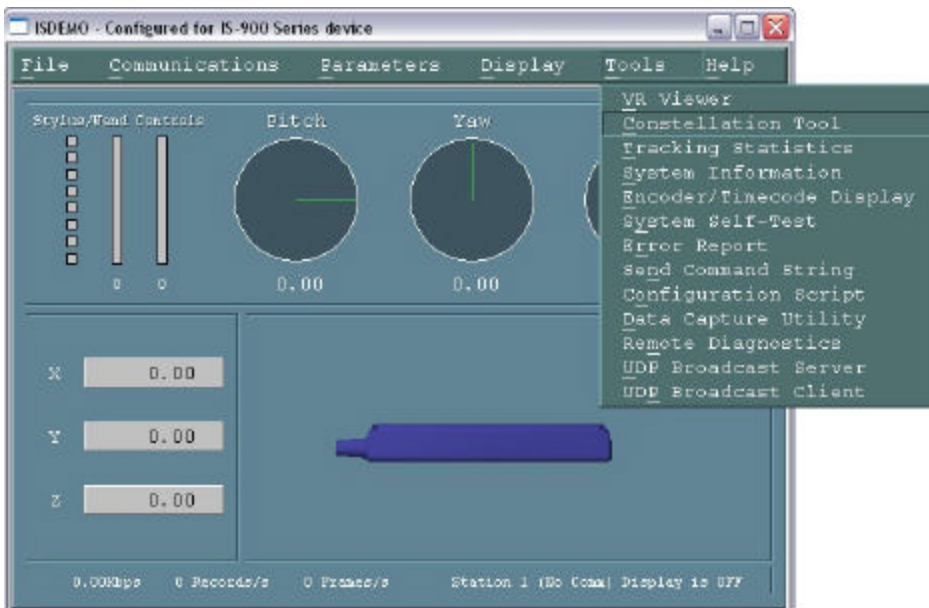 ISDEMO - Configured for IS-900 Series device
File Communications Parameters Display Tools Help
VR Viewer
Constellation Tool
Tracking Statistics
System Information
Encoder/Timecode Display
System Self-Test
Error Report
Send Command String
Configuration Script
Data Capture Utility
Remote Diagnostics
UDP Broadcast Server
UDP Broadcast Client
Stylus/Wand Controls
Pitch
Yaw
0 0
0.00
0.00
X 0.00
Y 0.00
Z 0.00
0.00Kbps 0 Records/s 0 Frames/s Station 1 (No Comm) Display is OFF